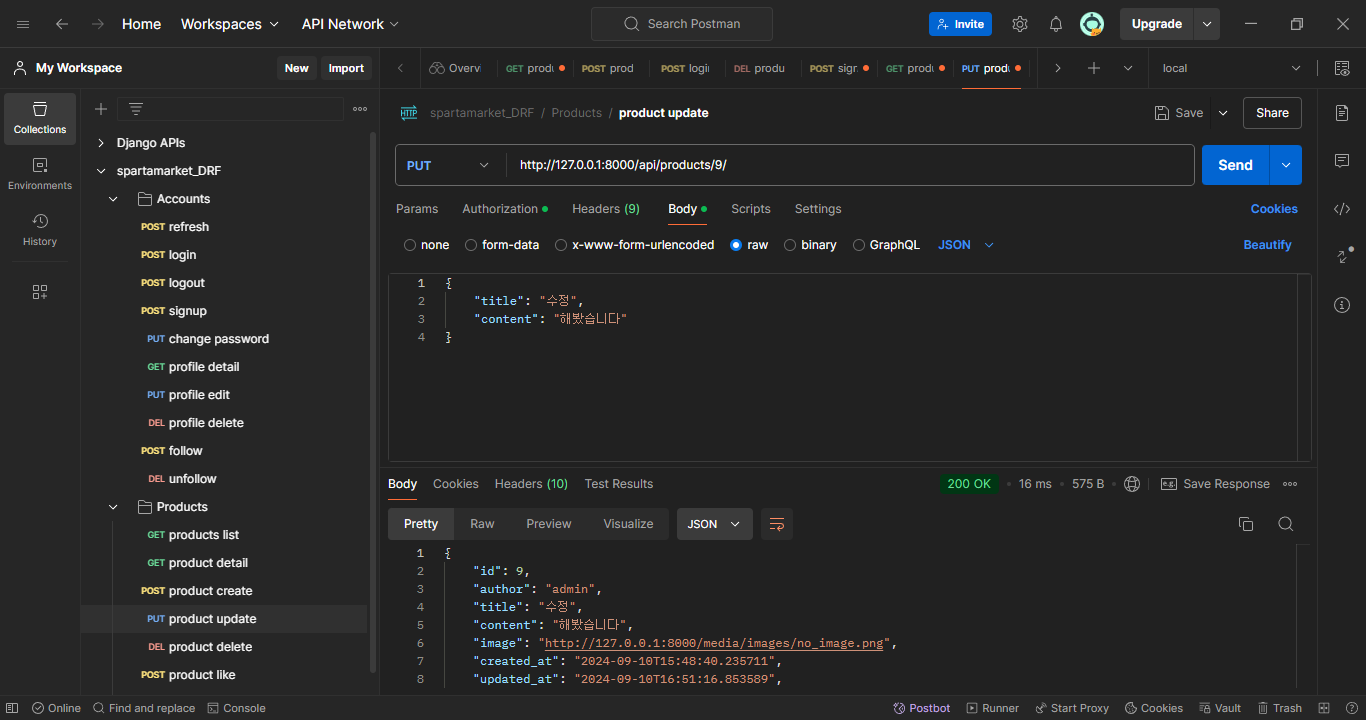 Home Workspaces API Network Search Postman Invite Upgrade
My Workspace New Import Overvi GET produ POST prod POST logi DEL produ POST sign GET produ PUT produ local
Collections
Environments
History
Django APIs
spartamarket_DRF
Accounts
POST refresh
POST login
POST logout
POST signup
PUT change password
GET profile detail
PUT profile edit
DEL profile delete
POST follow
DEL unfollow
Products
GET products list
GET product detail
POST product create
PUT product update
DEL product delete
POST product like
HTTP spartamarket_DRF / Products / product update Save Share
PUT http://127.0.0.1:8000/api/products/9/ Send
Params Authorization Headers (9) Body Scripts Settings Cookies
none form-data x-www-form-urlencoded raw binary GraphQL JSON Beautify
1 {
2 "title": "수정",
3 "content": "해봤습니다"
4 }
Body Cookies Headers (10) Test Results 200 OK 16 ms 575 B e.g. Save Response
Pretty Raw Preview Visualize JSON
1 {
2 "id": 9,
3 "author": "admin",
4 "title": "수정",
5 "content": "해봤습니다",
6 "image": "http://127.0.0.1:8000/media/images/no_image.png",
7 "created_at": "2024-09-10T15:48:40.235711",
8 "updated_at": "2024-09-10T16:51:16.853589",
Online Find and replace Console Postbot Runner Start Proxy Cookies Vault Trash